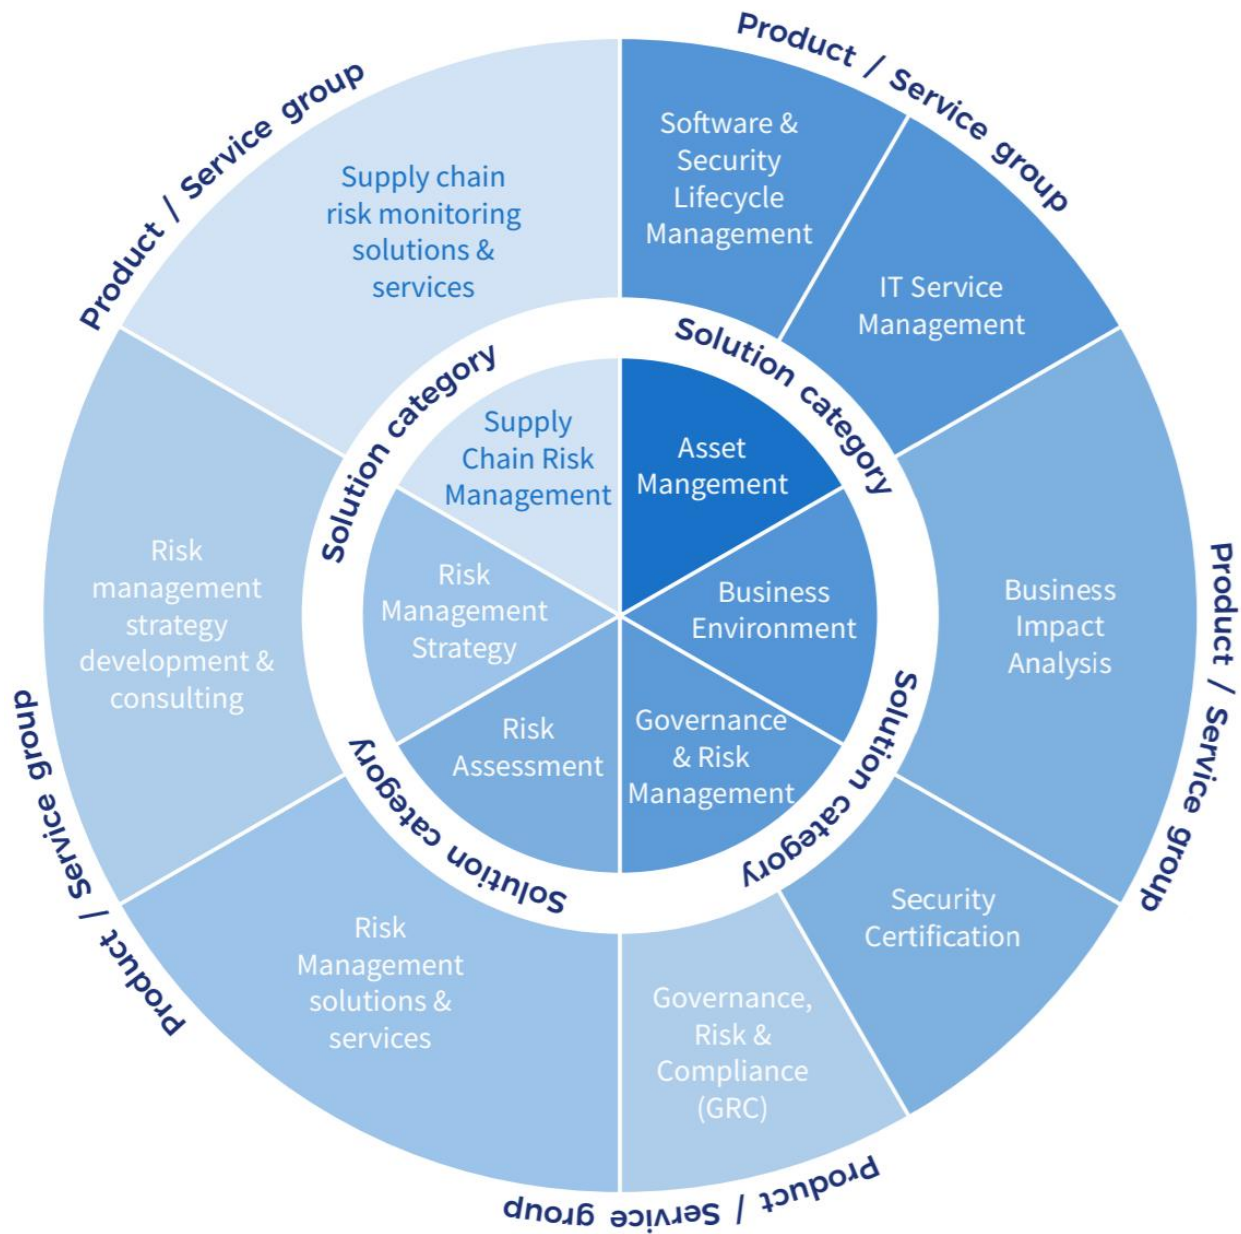 Product / Service group
Product / Service group
Software &
Security
Lifecycle
Management
IT Service
Management
Supply chain
risk monitoring
solutions &
services
Solution category
Solution category
Supply
Chain Risk
Management
Asset
Mangement
Risk
Management
Strategy
Business
Environment
Risk
Assessment
Governance
& Risk
Management
Solution category
Solution category
Risk
management
strategy
development &
consulting
Business
Impact
Analysis
Product / Service group
Product / Service group
Security
Certification
Risk
Management
solutions &
services
Governance,
Risk &
Compliance
(GRC)
Product / Service group